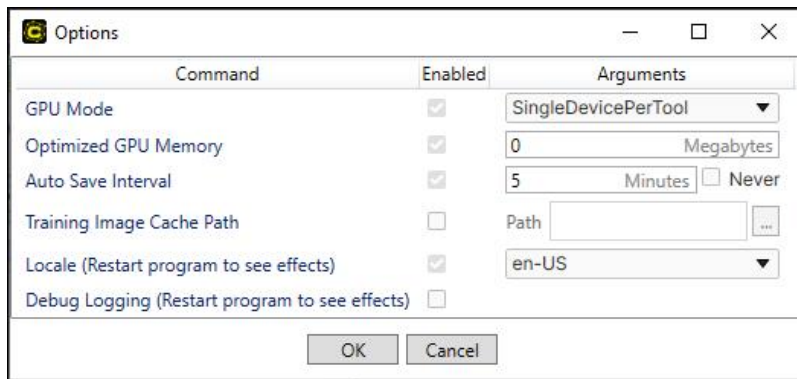 Options
Command Enabled Arguments
GPU Mode SingleDevicePerTool
Optimized GPU Memory 0 Megabytes
Auto Save Interval 5 Minutes Never
Training Image Cache Path Path ...
Locale (Restart program to see effects) en-US
Debug Logging (Restart program to see effects)
OK Cancel